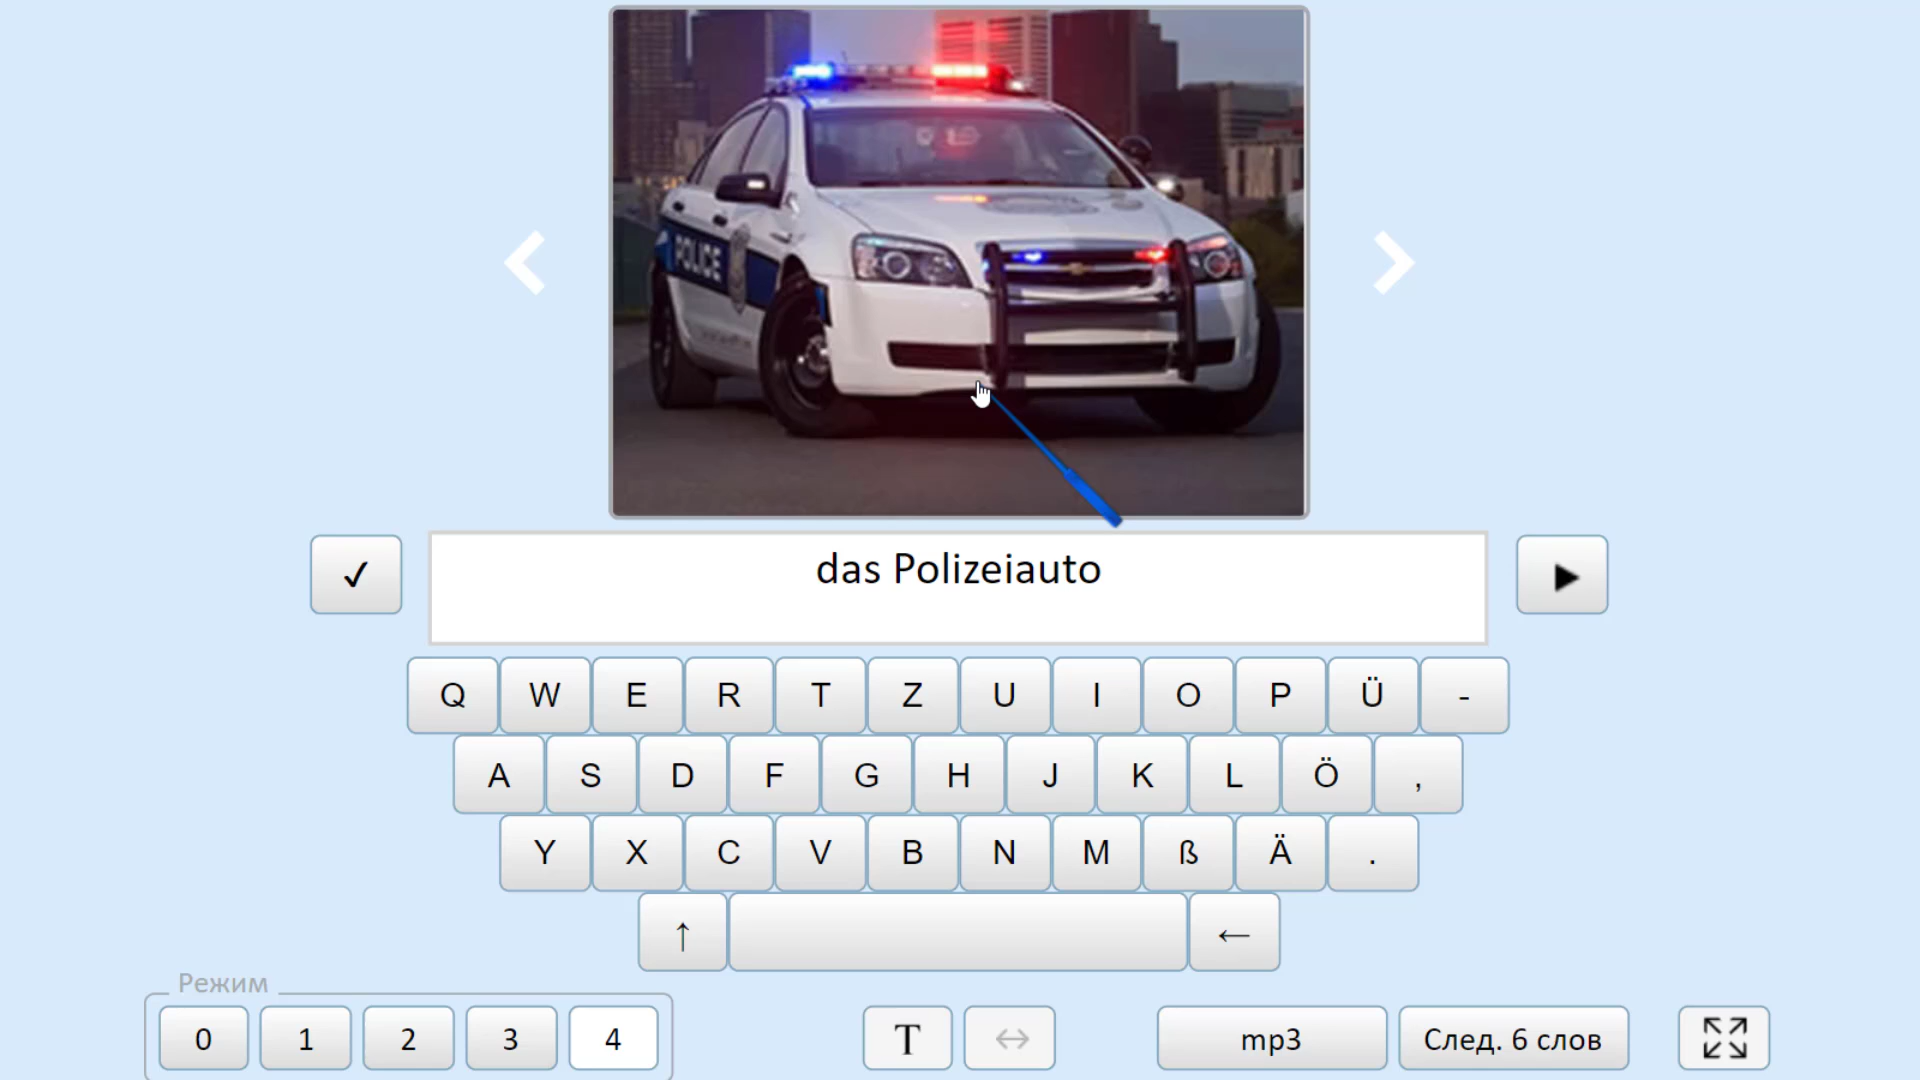 POLICE
✓
das Polizeiauto
▶
Q W E R T Z U I O P Ü -
A S D F G H J K L Ö ,
Y X C V B N M ß Ä .
↑ ←
Режим
0 1 2 3 4
T ↔ mp3 След. 6 слов